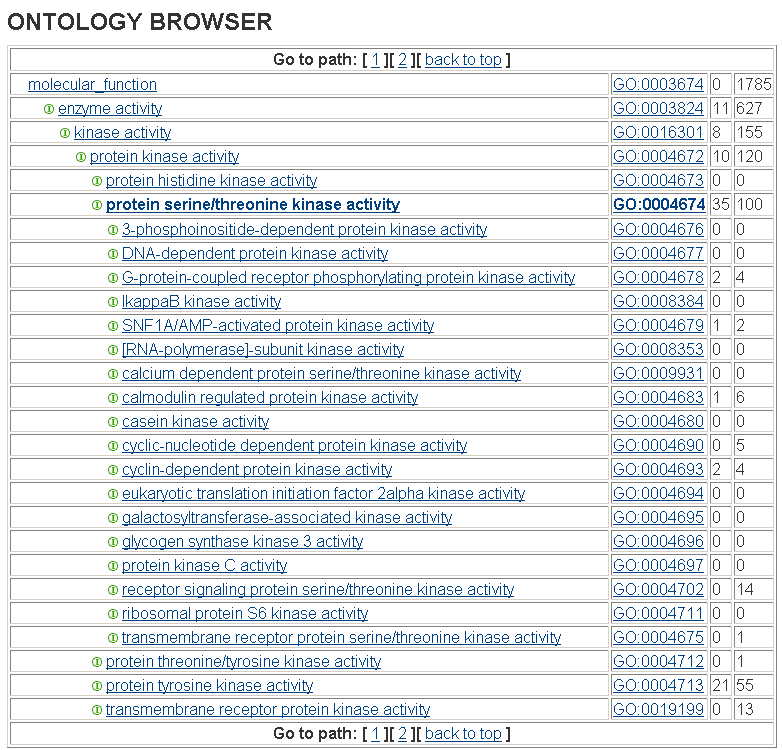 ONTOLOGY BROWSER
Go to path: [ 1 ][ 2 ][ back to top ]
molecular_function GO:0003674 0 1785
enzyme activity GO:0003824 11 627
kinase activity GO:0016301 8 155
protein kinase activity GO:0004672 10 120
protein histidine kinase activity GO:0004673 0 0
protein serine/threonine kinase activity GO:0004674 35 100
3-phosphoinositide-dependent protein kinase activity GO:0004676 0 0
DNA-dependent protein kinase activity GO:0004677 0 0
G-protein-coupled receptor phosphorylating protein kinase activity GO:0004678 2 4
IkappaB kinase activity GO:0008384 0 0
SNF1A/AMP-activated protein kinase activity GO:0004679 1 2
[RNA-polymerase]-subunit kinase activity GO:0008353 0 0
calcium dependent protein serine/threonine kinase activity GO:0009931 0 0
calmodulin regulated protein kinase activity GO:0004683 1 6
casein kinase activity GO:0004680 0 0
cyclic-nucleotide dependent protein kinase activity GO:0004690 0 5
cyclin-dependent protein kinase activity GO:0004693 2 4
eukaryotic translation initiation factor 2alpha kinase activity GO:0004694 0 0
galactosyltransferase-associated kinase activity GO:0004695 0 0
glycogen synthase kinase 3 activity GO:0004696 0 0
protein kinase C activity GO:0004697 0 0
receptor signaling protein serine/threonine kinase activity GO:0004702 0 14
ribosomal protein S6 kinase activity GO:0004711 0 0
transmembrane receptor protein serine/threonine kinase activity GO:0004675 0 1
protein threonine/tyrosine kinase activity GO:0004712 0 1
protein tyrosine kinase activity GO:0004713 21 55
transmembrane receptor protein kinase activity GO:0019199 0 13
Go to path: [ 1 ][ 2 ][ back to top ]